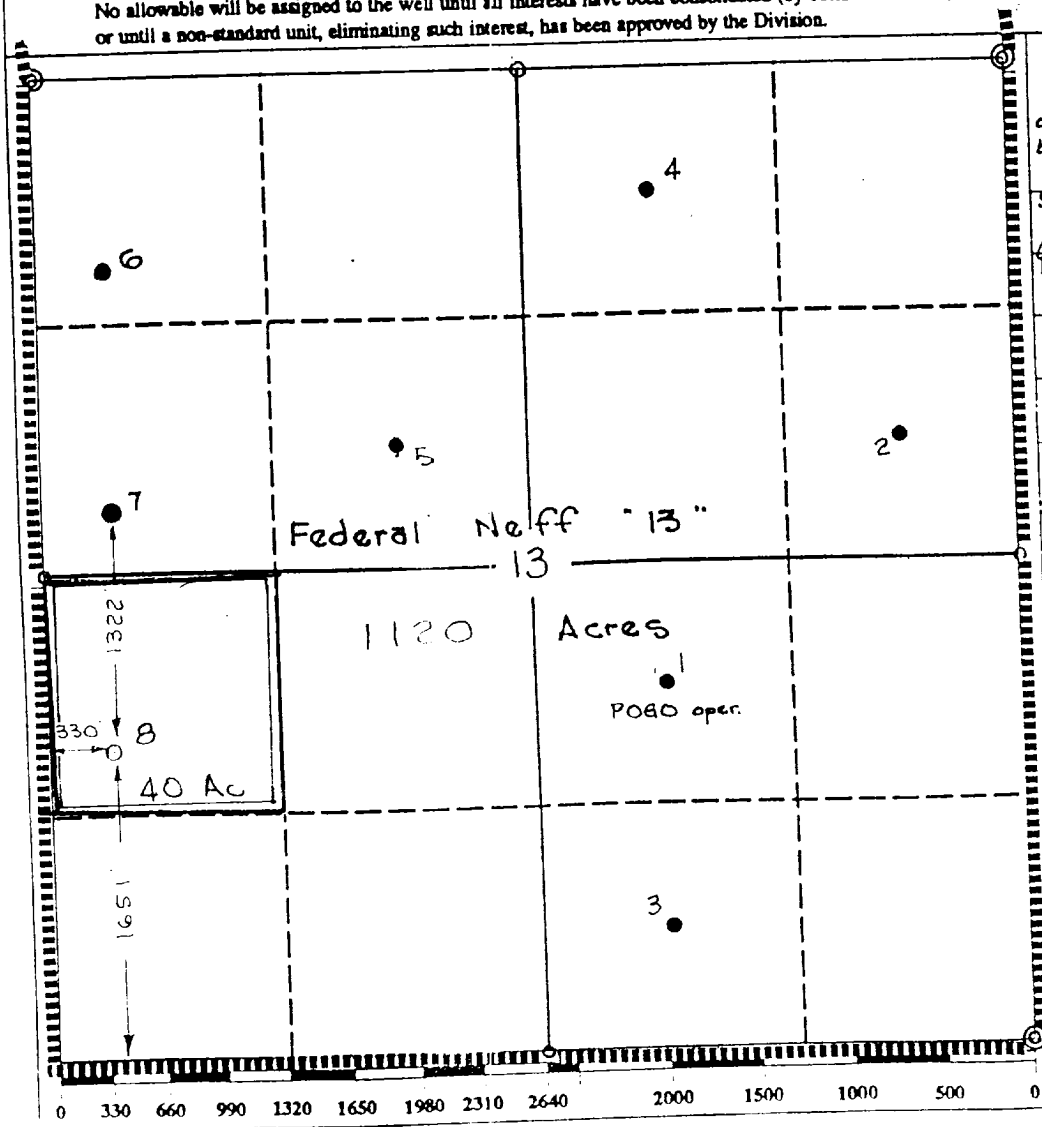 No allowable will be assigned to the well until all interests have been consolidated (by
or until a non-standard unit, eliminating such interest, has been approved by the Division.
4
6
5
2
7
Federal Neff "13"
13
1120 Acres
1322
1
POGO oper.
330
8
40 Ac
1651
3
0 330 660 990 1320 1650 1980 2310 2640 2000 1500 1000 500 0